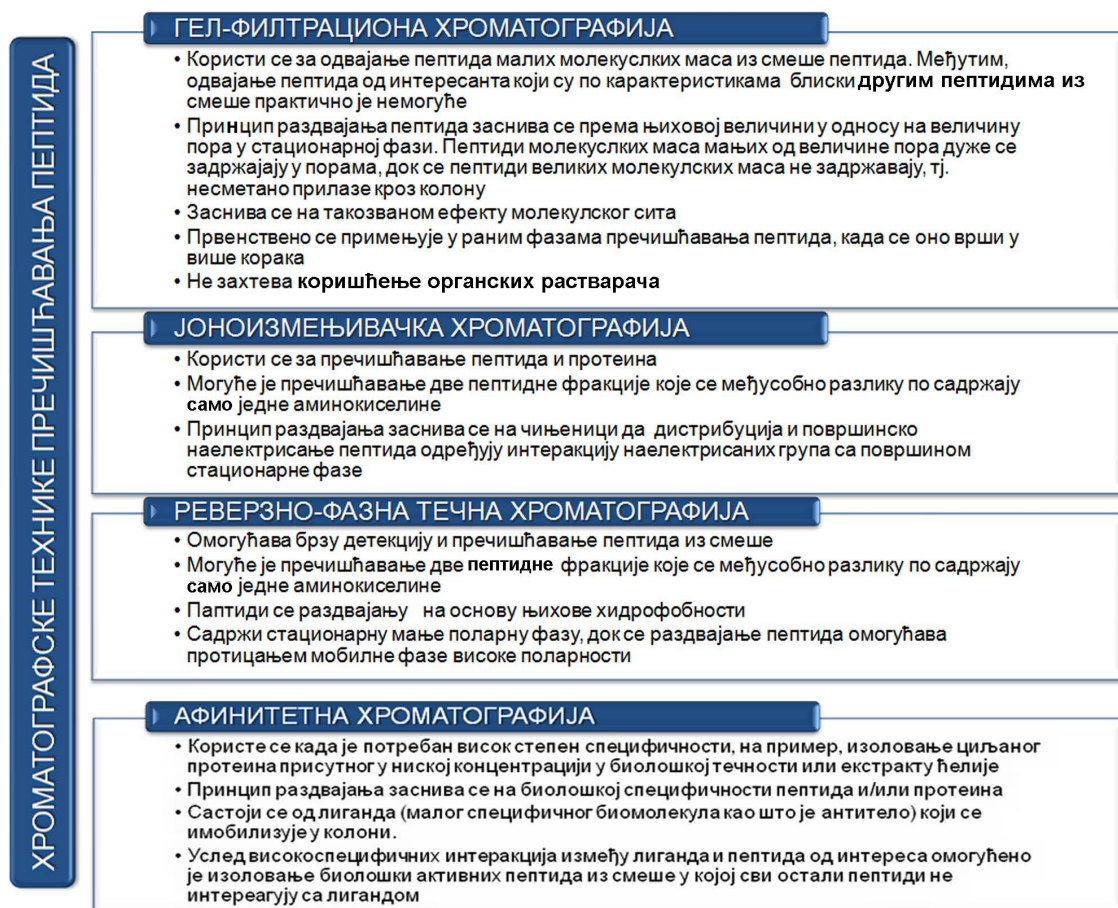 ХРОМАТОГРАФСКЕ ТЕХНИКЕ ПРЕЧИШЋАВАЊА ПЕПТИДА
ГЕЛ-ФИЛТРАЦИОНА ХРОМАТОГРАФИЈА
• Користи се за одвајање пептида малих молекуслких маса из смеше пептида. Међутим,
одвајање пептида од интересанта који су по карактеристикама блиски другим пептидима из
смеше практично је немогуће
• Принцип раздвајања пептида заснива се према њиховој величини у односу на величину
пора у стационарној фази. Пептиди молекуслких маса мањих од величине пора дуже се
задржајају у порама, док се пептиди великих молекулских маса не задржавају, тј.
несметано прилазе кроз колону
• Заснива се на такозваном ефекту молекулског сита
• Првенствено се примењује у раним фазама пречишћавања пептида, када се оно врши у
више корака
• Не захтева коришћење органских растварача
ЈОНОИЗМЕЊИВАЧКА ХРОМАТОГРАФИЈА
• Користи се за пречишћавање пептида и протеина
• Могуће је пречишћавање две пептидне фракције које се међусобно разлику по садржају
само једне аминокиселине
• Принцип раздвајања заснива се на чињеници да дистрибуција и површинско
наелектрисање пептида одређују интеракцију наелектрисаних група са површином
стационарне фазе
РЕВЕРЗНО-ФАЗНА ТЕЧНА ХРОМАТОГРАФИЈА
• Омогућава брзу детекцију и пречишћавање пептида из смеше
• Могуће је пречишћавање две пептидне фракције које се међусобно разлику по садржају
само једне аминокиселине
• Паптиди се раздвајању на основу њихове хидрофобности
• Садржи стационарну мање поларну фазу, док се раздвајање пептида омогућава
протицањем мобилне фазе високе поларности
АФИНИТЕТНА ХРОМАТОГРАФИЈА
• Користе се када је потребан висок степен специфичности, на пример, изоловање циљаног
протеина присутног у ниској концентрацији у биолошкој течности или екстракту ћелије
• Принцип раздвајања заснива се на биолошкој специфичности пептида и/или протеина
• Састоји се од лиганда (малог специфичног биомолекула као што је антитело) који се
имобилизује у колони.
• Услед високоспецифичних интеракција између лиганда и пептида од интереса омогућено
је изоловање биолошки активних пептида из смеше у којој сви остали пептиди не
интереагују са лигандом